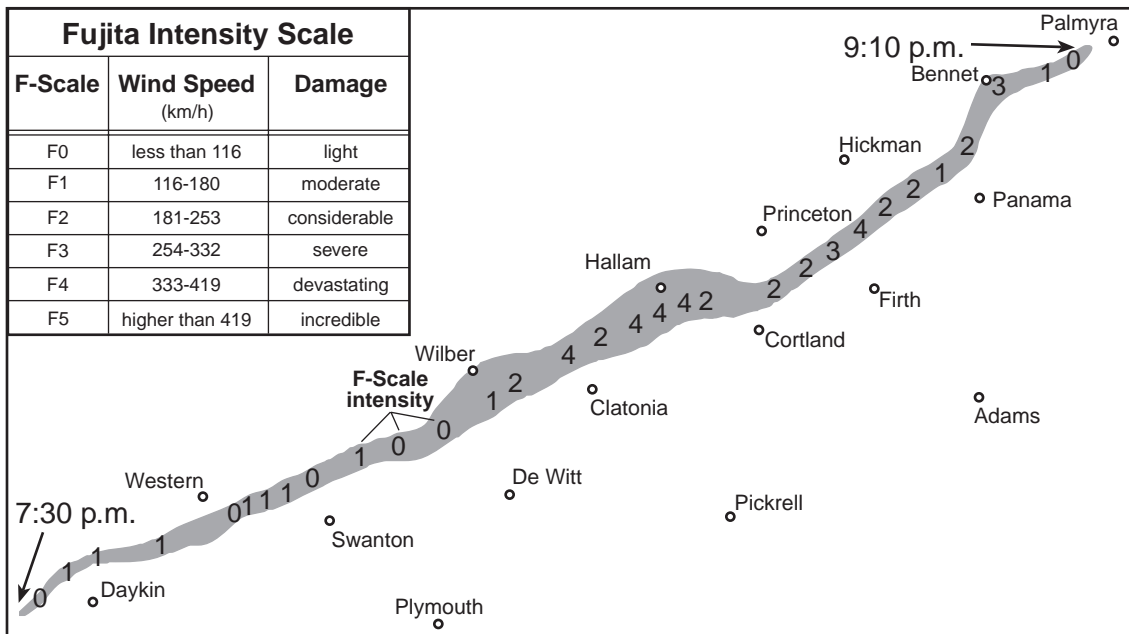 Fujita Intensity Scale
F-Scale Wind Speed Damage
(km/h)
F0 less than 116 light
F1 116-180 moderate
F2 181-253 considerable
F3 254-332 severe
F4 333-419 devastating
F5 higher than 419 incredible
Palmyra
9:10 p.m.
Bennet
Hickman
Panama
Princeton
Hallam
Firth
Cortland
Wilber
F-Scale
intensity
Clatonia
Adams
Western
De Witt
Pickrell
7:30 p.m.
Swanton
Daykin
Plymouth
0 1 1 1 0 1 1 1 0 1 0 0 1 2 4 2 4 4 4 2 2 2 3 4 2 2 1 2 3 1 0